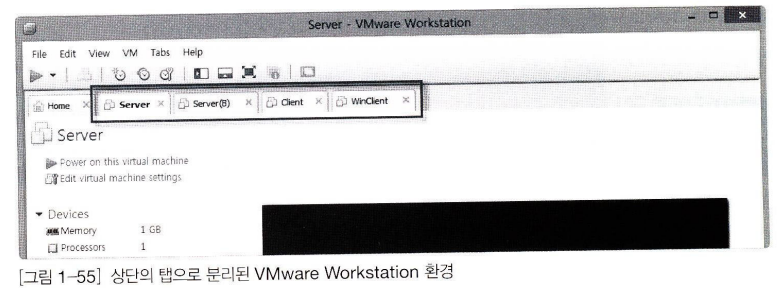 Server - VMware Workstation
File Edit View VM Tabs Help
Home × Server × Server(B) × Client × WinClient ×
Server
Power on this virtual machine
Edit virtual machine settings
Devices
Memory 1 GB
Processors 1
[그림 1-55] 상단의 탭으로 분리된 VMware Workstation 환경